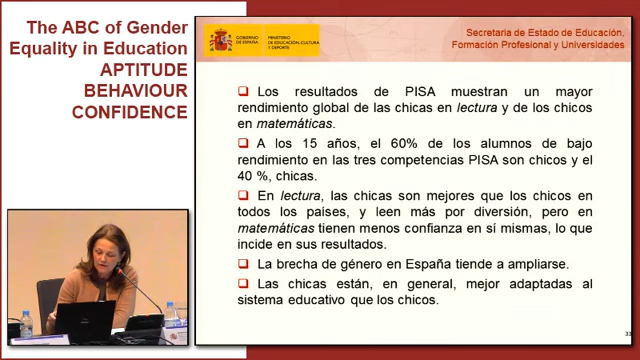 The ABC of Gender
Equality in Education
APTITUDE
BEHAVIOUR
CONFIDENCE
GOBIERNO
DE ESPAÑA
MINISTERIO
DE EDUCACIÓN, CULTURA
Y DEPORTE
Secretaria de Estado de Educación,
Formación Profesional y Universidades
Los resultados de PISA muestran un mayor
rendimiento global de las chicas en lectura y de los chicos
en matemáticas.
A los 15 años, el 60% de los alumnos de bajo
rendimiento en las tres competencias PISA son chicos y el
40 %, chicas.
En lectura, las chicas son mejores que los chicos en
todos los países, y leen más por diversión, pero en
matemáticas tienen menos confianza en sí mismas, lo que
incide en sus resultados.
La brecha de género en España tiende a ampliarse.
Las chicas están, en general, mejor adaptadas al
sistema educativo que los chicos.
33